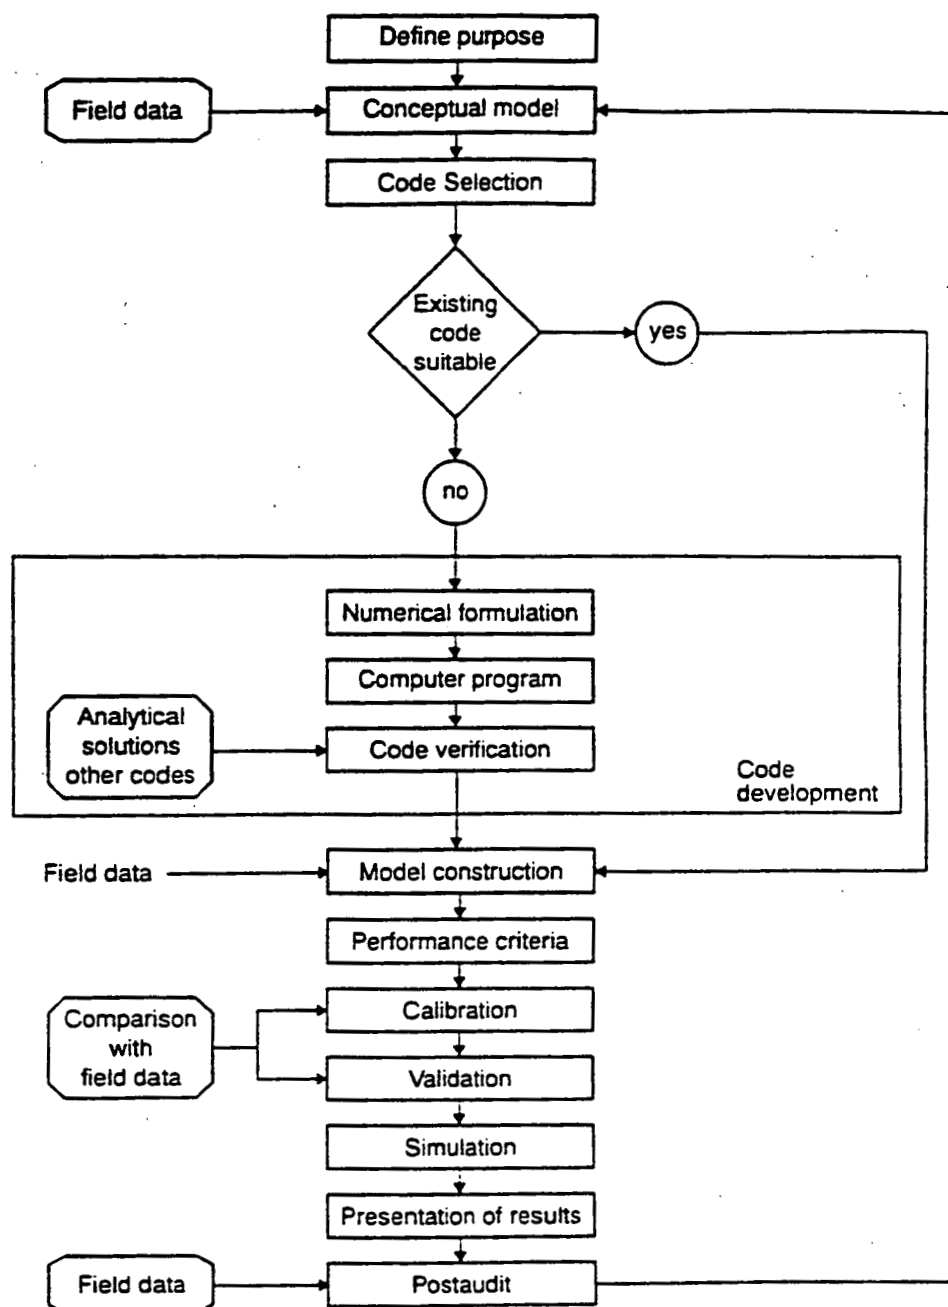 Define purpose
Field data
Conceptual model
Code Selection
Existing
code
suitable
yes
no
Numerical formulation
Computer program
Analytical
solutions
other codes
Code verification
Code
development
Field data
Model construction
Performance criteria
Calibration
Comparison
with
field data
Validation
Simulation
Presentation of results
Field data
Postaudit